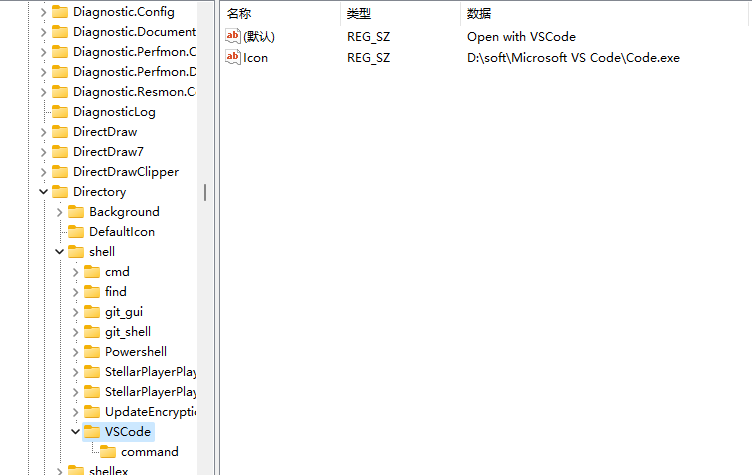 Diagnostic.Config
Diagnostic.Document
Diagnostic.Perfmon.C
Diagnostic.Perfmon.D
Diagnostic.Resmon.C
DiagnosticLog
DirectDraw
DirectDraw7
DirectDrawClipper
Directory
Background
DefaultIcon
shell
cmd
find
git_gui
git_shell
Powershell
StellarPlayerPlay
StellarPlayerPlay
UpdateEncryptio
VSCode
command
shellex
名称 类型 数据
ab (默认) REG_SZ Open with VSCode
ab Icon REG_SZ D:\soft\Microsoft VS Code\Code.exe